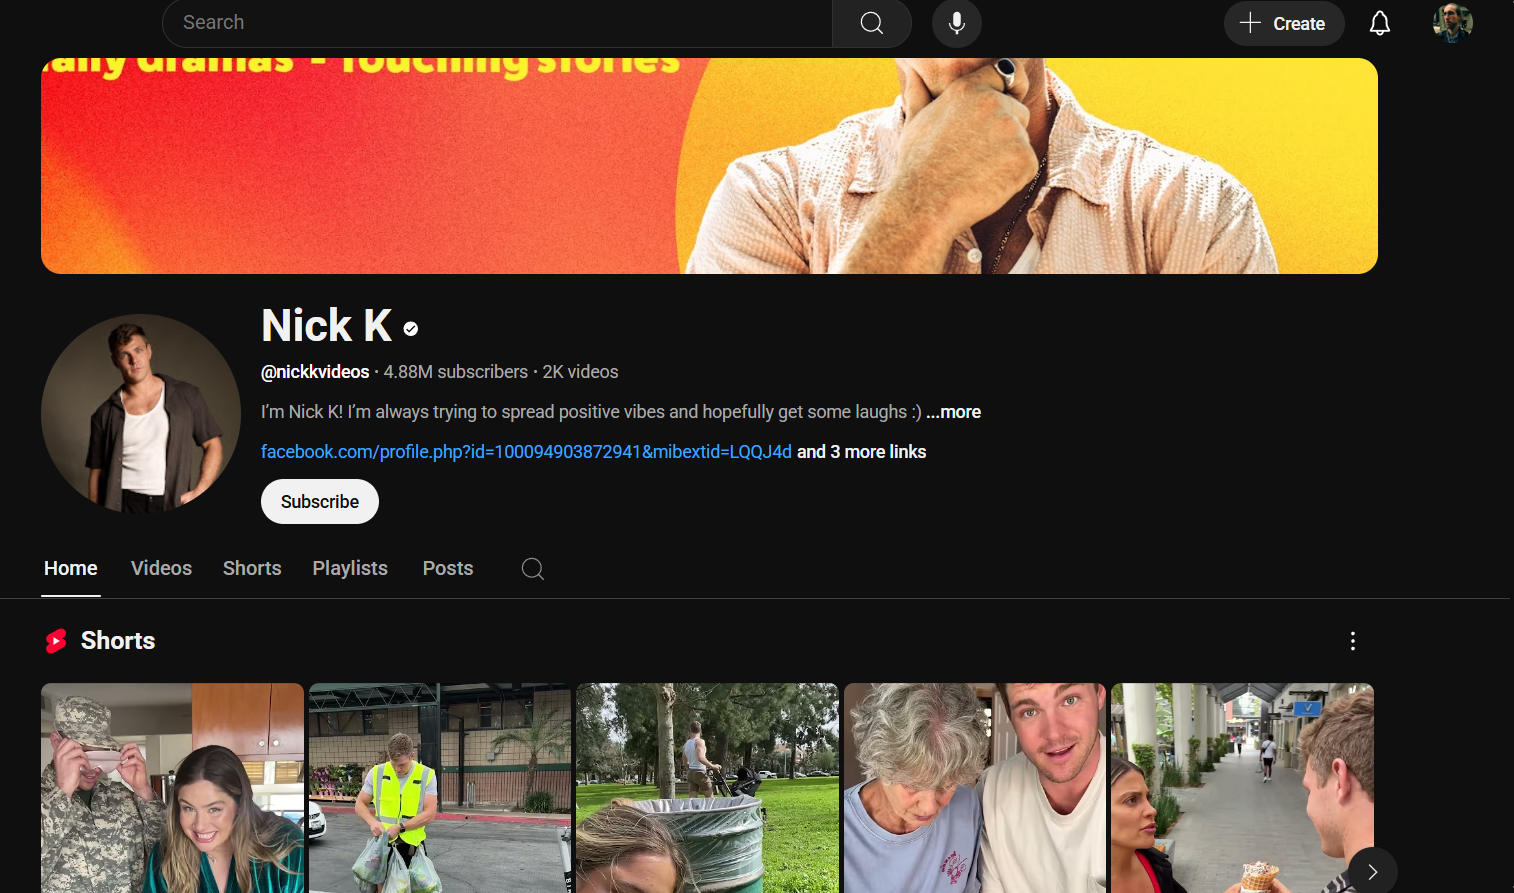 Search
Create
dramas - Touching stories
Nick K
@nickkvideos • 4.88M subscribers • 2K videos
I’m Nick K! I’m always trying to spread positive vibes and hopefully get some laughs :) ...more
facebook.com/profile.php?id=100094903872941&mibextid=LQQJ4d and 3 more links
Subscribe
Home Videos Shorts Playlists Posts
Shorts